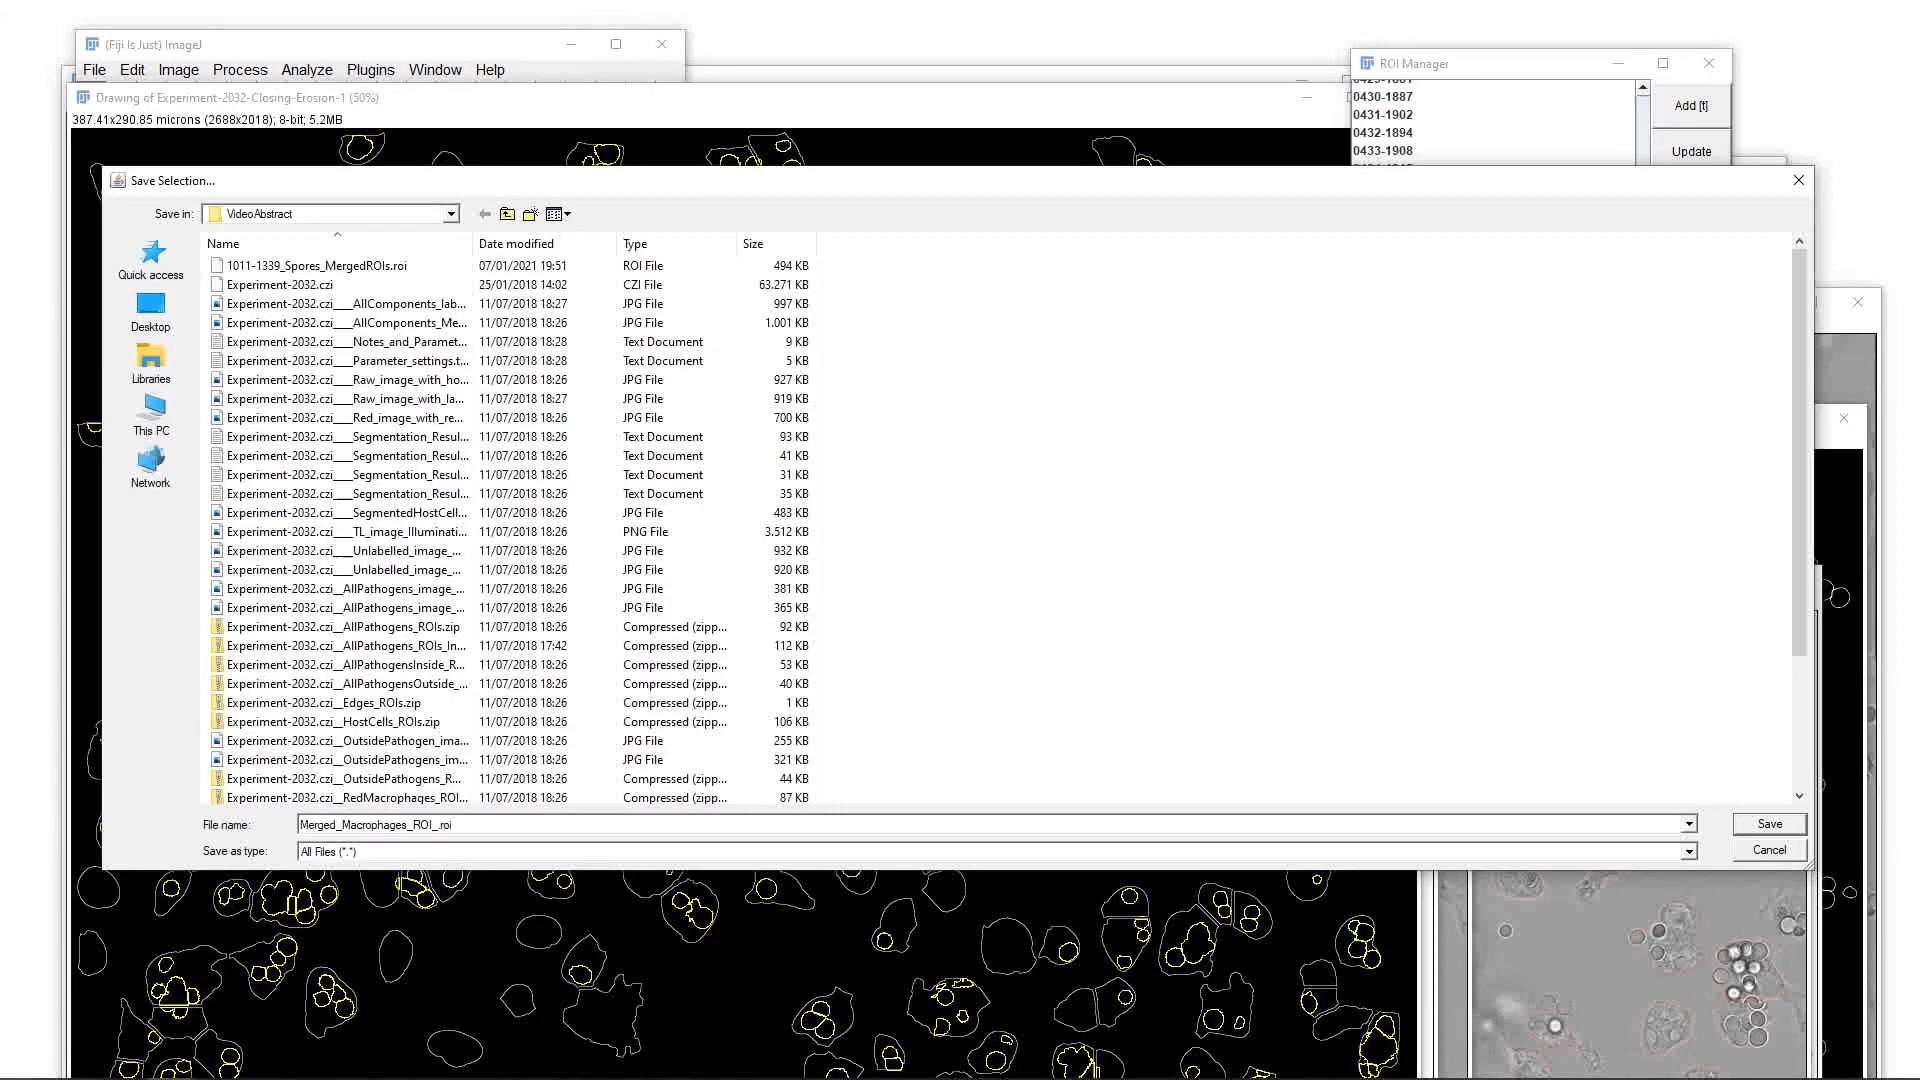 (Fiji Is Just) ImageJ
File Edit Image Process Analyze Plugins Window Help
Drawing of Experiment-2032-Closing-Erosion-1 (50%)
387.41x290.85 microns (2688x2018); 8-bit; 5.2MB
ROI Manager
0430-1887
0431-1902
0432-1894
0433-1908
Add [t]
Update
Save Selection...
Save in: VideoAbstract
Quick access
Desktop
Libraries
This PC
Network
Name Date modified Type Size
1011-1339_Spores_MergedROIs.roi 07/01/2021 19:51 ROI File 494 KB
Experiment-2032.czi 25/01/2018 14:02 CZI File 63.271 KB
Experiment-2032.czi___AllComponents_lab... 11/07/2018 18:27 JPG File 997 KB
Experiment-2032.czi___AllComponents_Me... 11/07/2018 18:26 JPG File 1.001 KB
Experiment-2032.czi___Notes_and_Paramet... 11/07/2018 18:28 Text Document 9 KB
Experiment-2032.czi___Parameter_settings.t... 11/07/2018 18:28 Text Document 5 KB
Experiment-2032.czi___Raw_image_with_ho... 11/07/2018 18:26 JPG File 927 KB
Experiment-2032.czi___Raw_image_with_la... 11/07/2018 18:27 JPG File 919 KB
Experiment-2032.czi___Red_image_with_re... 11/07/2018 18:26 JPG File 700 KB
Experiment-2032.czi___Segmentation_Resul... 11/07/2018 18:26 Text Document 93 KB
Experiment-2032.czi___Segmentation_Resul... 11/07/2018 18:26 Text Document 41 KB
Experiment-2032.czi___Segmentation_Resul... 11/07/2018 18:26 Text Document 31 KB
Experiment-2032.czi___Segmentation_Resul... 11/07/2018 18:26 Text Document 35 KB
Experiment-2032.czi___SegmentedHostCell... 11/07/2018 18:26 JPG File 483 KB
Experiment-2032.czi___TL_image_Illuminati... 11/07/2018 18:26 PNG File 3.512 KB
Experiment-2032.czi___Unlabelled_image_... 11/07/2018 18:26 JPG File 932 KB
Experiment-2032.czi___Unlabelled_image_... 11/07/2018 18:26 JPG File 920 KB
Experiment-2032.czi__AllPathogens_image_... 11/07/2018 18:26 JPG File 381 KB
Experiment-2032.czi__AllPathogens_image_... 11/07/2018 18:26 JPG File 365 KB
Experiment-2032.czi__AllPathogens_ROIs.zip 11/07/2018 18:26 Compressed (zipp... 92 KB
Experiment-2032.czi__AllPathogens_ROIs_In... 11/07/2018 17:42 Compressed (zipp... 112 KB
Experiment-2032.czi__AllPathogensInside_R... 11/07/2018 18:26 Compressed (zipp... 53 KB
Experiment-2032.czi__AllPathogensOutside_... 11/07/2018 18:26 Compressed (zipp... 40 KB
Experiment-2032.czi__Edges_ROIs.zip 11/07/2018 18:26 Compressed (zipp... 1 KB
Experiment-2032.czi__HostCells_ROIs.zip 11/07/2018 18:26 Compressed (zipp... 106 KB
Experiment-2032.czi__OutsidePathogen_ima... 11/07/2018 18:26 JPG File 255 KB
Experiment-2032.czi__OutsidePathogens_im... 11/07/2018 18:26 JPG File 321 KB
Experiment-2032.czi__OutsidePathogens_R... 11/07/2018 18:26 Compressed (zipp... 44 KB
Experiment-2032.czi__RedMacrophages_ROI... 11/07/2018 18:26 Compressed (zipp... 87 KB
File name: Merged_Macrophages_ROI_.roi
Save
Save as type: All Files (*.*)
Cancel